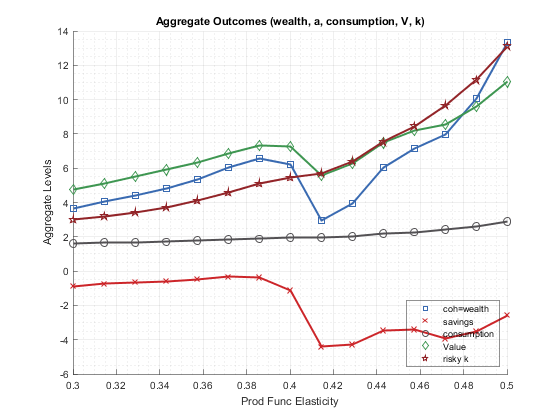 Aggregate Outcomes (wealth, a, consumption, V, k)
14
12
10
8
6
4
2
0
-2
-4
-6
Aggregate Levels
coh=wealth
savings
consumption
Value
risky k
0.3 0.32 0.34 0.36 0.38 0.4 0.42 0.44 0.46 0.48 0.5
Prod Func Elasticity